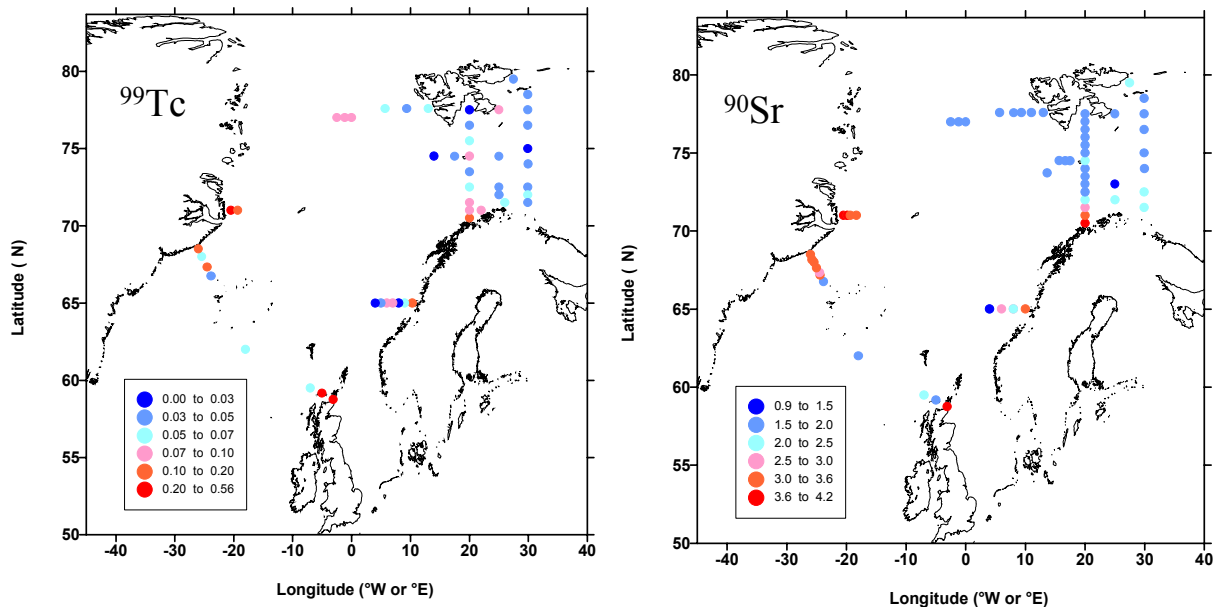 99Tc
Latitude ( N)
80
75
70
65
60
55
50
0.00 to 0.03
0.03 to 0.05
0.05 to 0.07
0.07 to 0.10
0.10 to 0.20
0.20 to 0.56
-40 -30 -20 -10 0 10 20 30 40
Longitude (°W or °E)
90Sr
Latitude ( N)
80
75
70
65
60
55
50
0.9 to 1.5
1.5 to 2.0
2.0 to 2.5
2.5 to 3.0
3.0 to 3.6
3.6 to 4.2
-40 -30 -20 -10 0 10 20 30 40
Longitude (°W or °E)